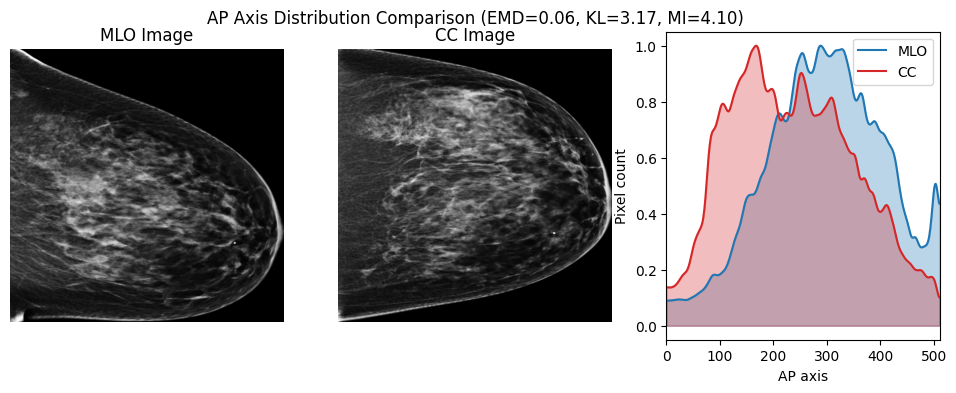 AP Axis Distribution Comparison (EMD=0.06, KL=3.17, MI=4.10)
MLO Image
CC Image
MLO
CC
Pixel count
1.0
0.8
0.6
0.4
0.2
0.0
0 100 200 300 400 500
AP axis